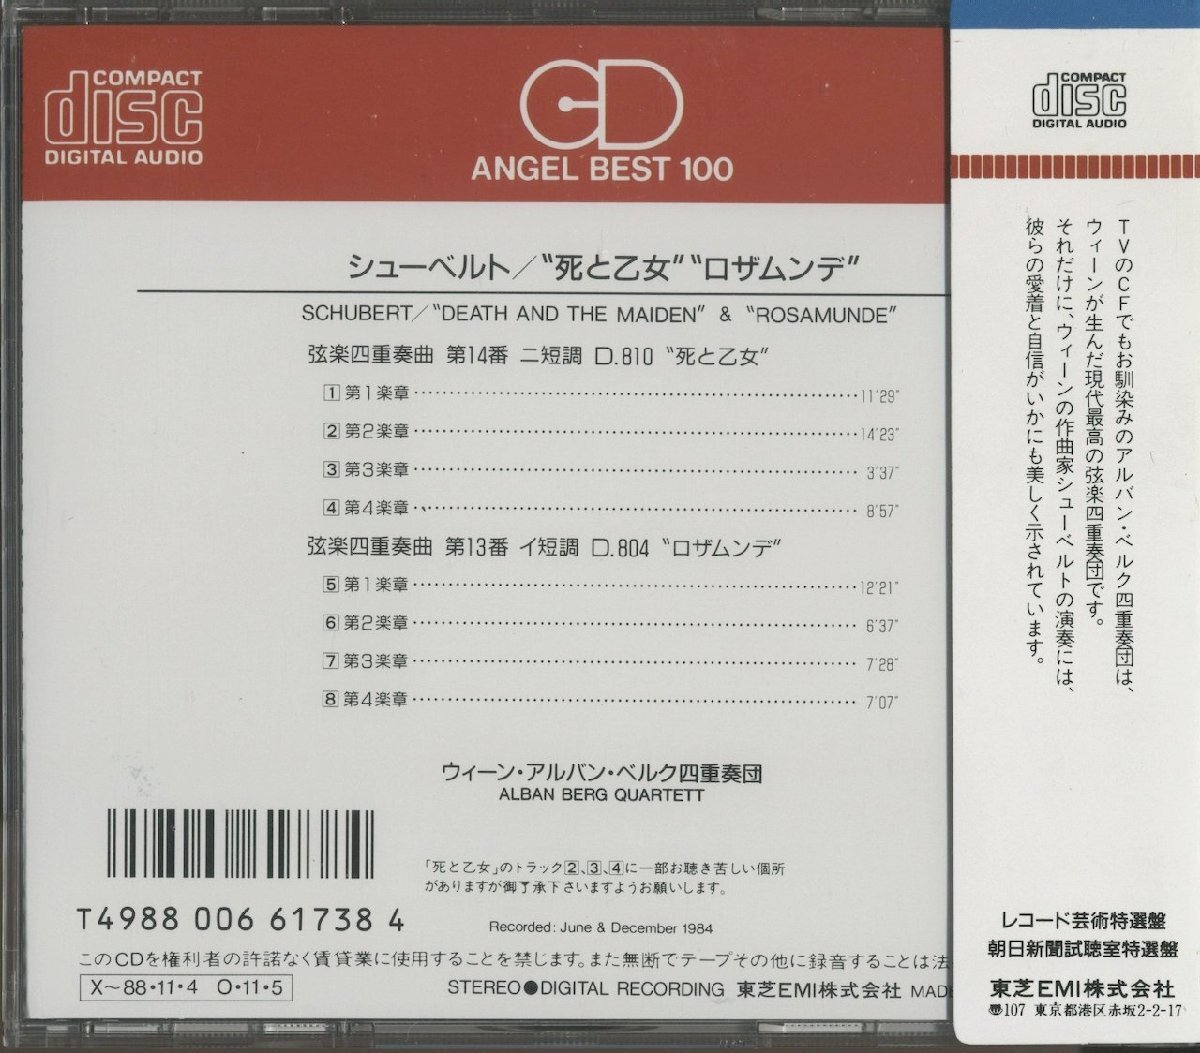 COMPACT
disc
DIGITAL AUDIO
CD
ANGEL BEST 100
シューベルト/“死と乙女”“ロザムンデ”
SCHUBERT/“DEATH AND THE MAIDEN” & “ROSAMUNDE”
弦楽四重奏曲 第14番 ニ短調 D.810 “死と乙女”
1 第1楽章 11'29"
2 第2楽章 14'23"
3 第3楽章 3'37"
4 第4楽章 8'57"
弦楽四重奏曲 第13番 イ短調 D.804 “ロザムンデ”
5 第1楽章 12'21"
6 第2楽章 6'37"
7 第3楽章 7'28"
8 第4楽章 7'07"
ウィーン・アルバン・ベルク四重奏団
ALBAN BERG QUARTETT
「死と乙女」のトラック2、3、4に一部お聴き苦しい個所
がありますが御了承下さいますようお願いします。
T4988 006 61738 4
Recorded: June & December 1984
このCDを権利者の許諾なく賃貸業に使用することを禁じます。また無断でテープその他に録音することは法
X〜88・11・4 O・11・5
STEREO●DIGITAL RECORDING 東芝EMI株式会社 MADE
COMPACT
disc
DIGITAL AUDIO
TVのCFでもお馴染みのアルバン・ベルク四重奏団は、
ウィーンが生んだ現代最高の弦楽四重奏団です。
それだけに、ウィーンの作曲家シューベルトの演奏には、
彼らの愛着と自信がいかにも美しく示されています。
レコード芸術特選盤
朝日新聞試聴室特選盤
東芝EMI株式会社
〠107 東京都港区赤坂2-2-17